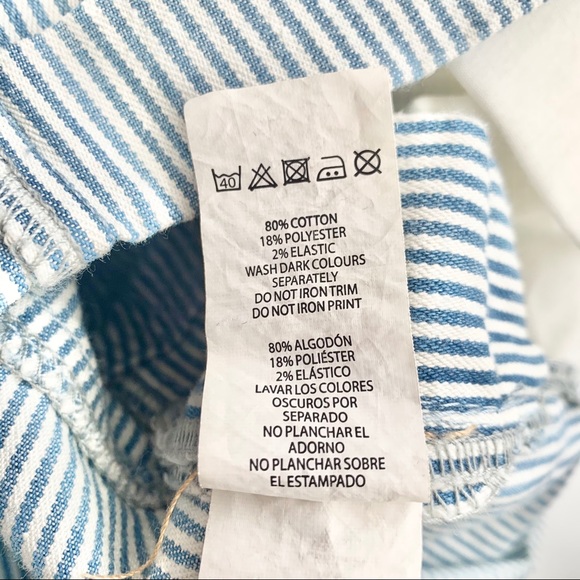 40
80% COTTON
18% POLYESTER
2% ELASTIC
WASH DARK COLOURS
SEPARATELY
DO NOT IRON TRIM
DO NOT IRON PRINT
80% ALGODÓN
18% POLIÉSTER
2% ELÁSTICO
LAVAR LOS COLORES
OSCUROS POR
SEPARADO
NO PLANCHAR EL
ADORNO
NO PLANCHAR SOBRE
EL ESTAMPADO